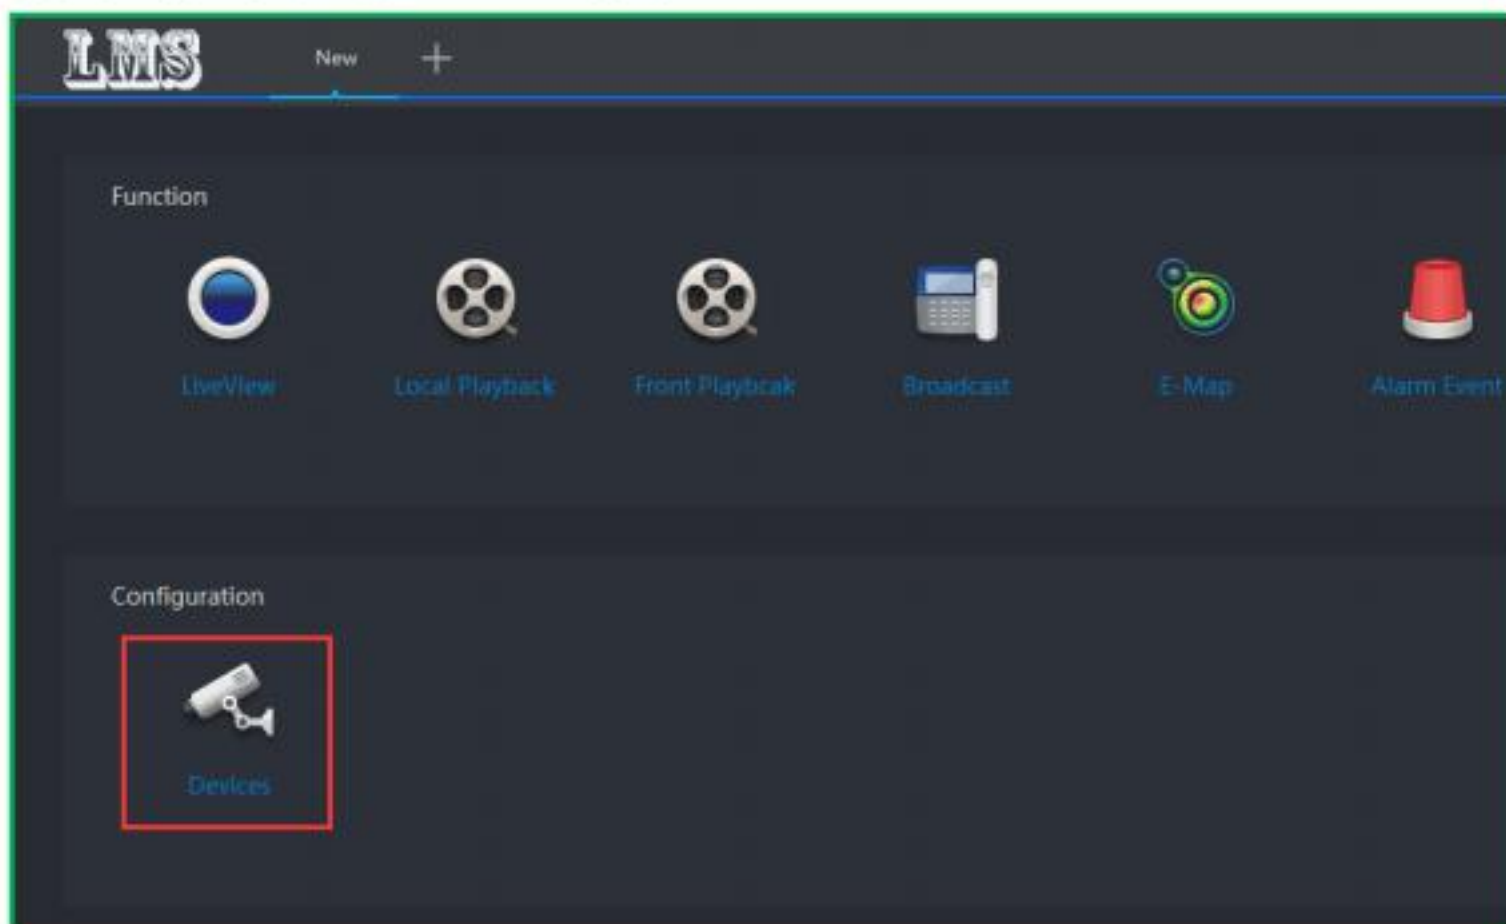 LMS
New
Function
LiveView Local Playback Front Playbcak Broadcast E-Map Alarm Event
Configuration
Devices